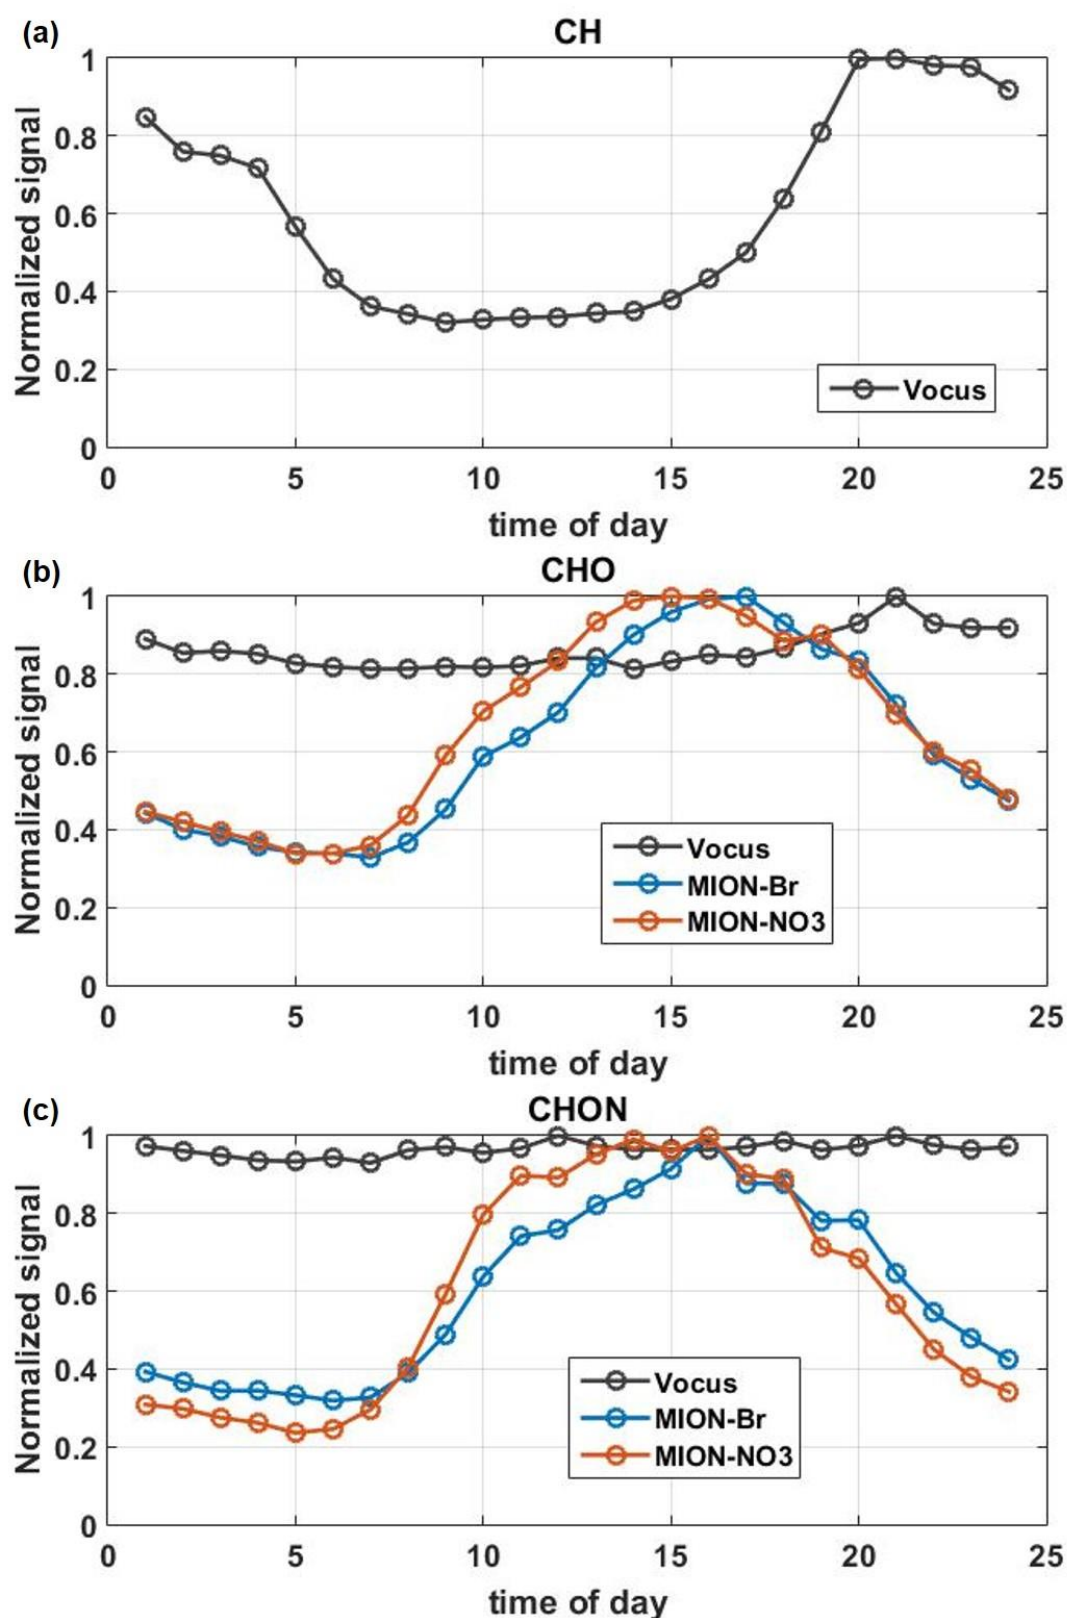 (a)
CH
Normalized signal
1
0.8
0.6
0.4
0.2
0
0 5 10 15 20 25
Vocus
time of day
(b)
CHO
Normalized signal
1
0.8
0.6
0.4
0.2
0
0 5 10 15 20 25
Vocus
MION-Br
MION-NO3
time of day
(c)
CHON
Normalized signal
1
0.8
0.6
0.4
0.2
0
0 5 10 15 20 25
Vocus
MION-Br
MION-NO3
time of day